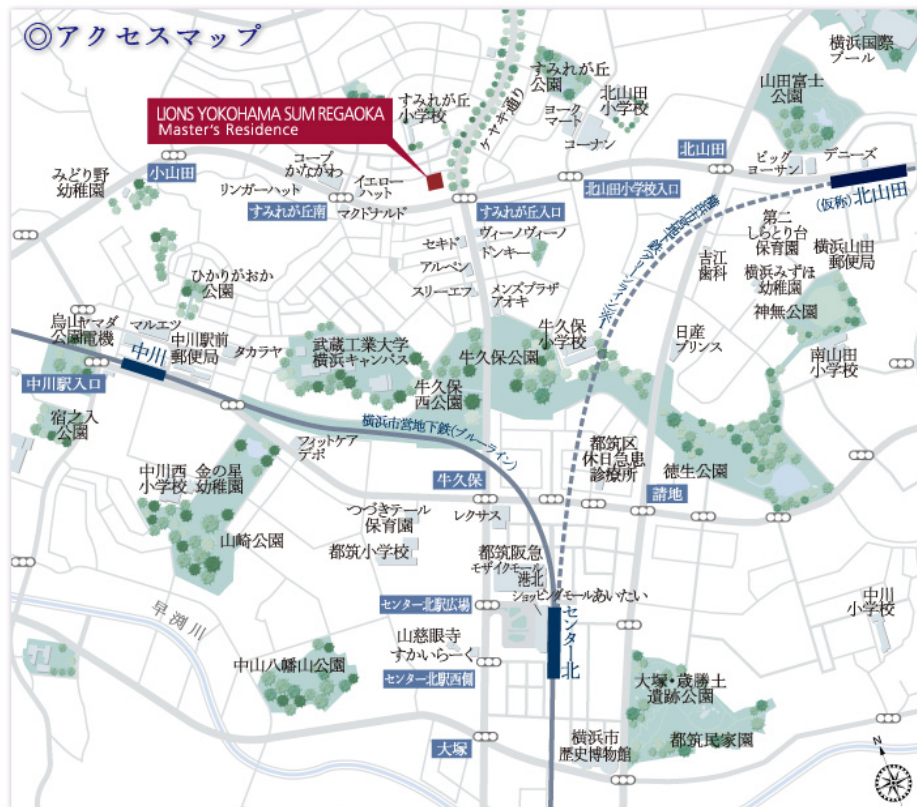 ◎アクセスマップ
横浜国際
プール
山田富士
公園
すみれが丘
公園
北山田
小学校
ヨーク
マート
コーナン
ケヤキ通り
すみれが丘
小学校
LIONS YOKOHAMA SUM REGAOKA
Master's Residence
小山田
みどり野
幼稚園
コープ
かながわ
リンガーハット
イエロー
ハット
すみれが丘南
マクドナルド
すみれが丘入口
北山田小学校入口
北山田
ビッグ
ヨーサン
デニーズ
(仮称)北山田
セキド
ヴィーノヴィーノ
ドンキー
アルペン
スリーエフ
メンズプラザ
アオキ
吉江
歯科
第二
しらとり台
保育園
横浜山田
郵便局
横浜みずほ
幼稚園
神無公園
南山田
小学校
日産
プリンス
ひかりがおか
公園
烏山
公園
ヤマダ
電機
マルエツ
中川
中川駅前
郵便局
タカラヤ
武蔵工業大学
横浜キャンパス
牛久保公園
牛久保
小学校
牛久保
西公園
中川駅入口
宿之入
公園
横浜市営地下鉄(ブルーライン)
フィットケア
デポ
中川西
小学校
金の星
幼稚園
牛久保
都筑区
休日急患
診療所
徳生公園
請地
つづきテール
保育園
レクサス
山崎公園
都筑小学校
都筑阪急
モザイクモール
港北
ショッピングモールあいたい
センター北駅広場
センター北
早渕川
中川
小学校
山慈眼寺
すかいらーく
センター北駅西側
中山八幡山公園
大塚・歳勝土
遺跡公園
大塚
横浜市
歴史博物館
都筑民家園
N